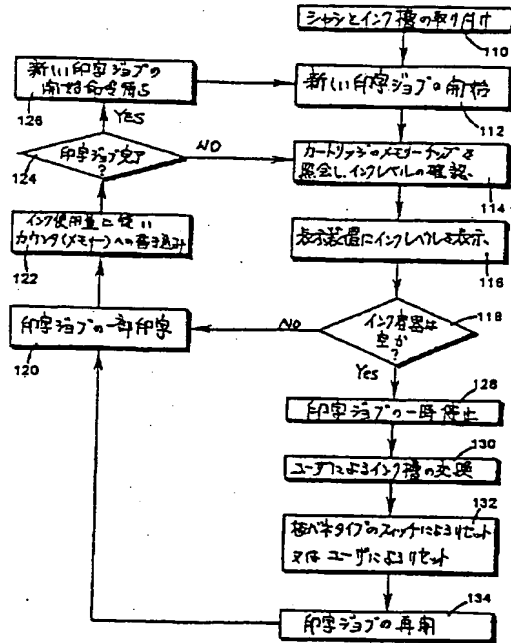 シャシとインク槽の取り付け
110
新しい印字ジョブの
開始命令待ち
126
新しい印字ジョブの開始
112
YES
印字ジョブ完了
?
124
NO
カートリッジのメモリーチップを
照会し、インクレベルの確認、
114
インク使用量に従い
カウンタ(メモリー)への書き込み
122
表示装置にインクレベルを表示、
116
印字ジョブの一部印字
120
NO
インク容器は
空か
?
118
Yes
128
印字ジョブの一時停止
130
ユーザによるインク槽の交換
132
板バネタイプのスイッチによるリセット
又はユーザによるリセット
134
印字ジョブの再開